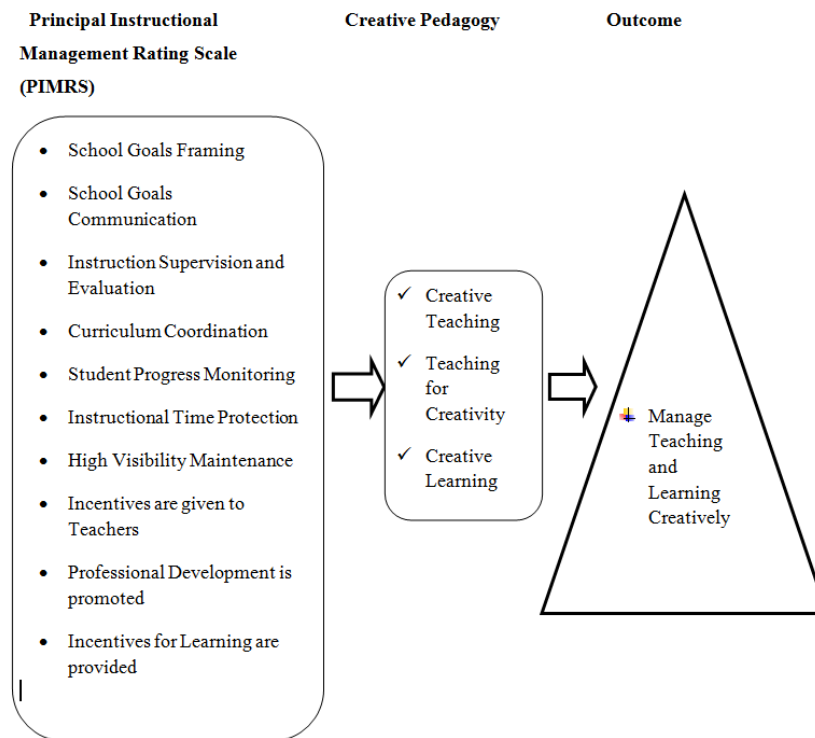 Principal Instructional
Management Rating Scale
(PIMRS)
Creative Pedagogy
Outcome
School Goals Framing
School Goals
Communication
Instruction Supervision and
Evaluation
Curriculum Coordination
Student Progress Monitoring
Instructional Time Protection
High Visibility Maintenance
Incentives are given to
Teachers
Professional Development is
promoted
Incentives for Learning are
provided
Creative
Teaching
Teaching
for
Creativity
Creative
Learning
Manage
Teaching
and
Learning
Creatively